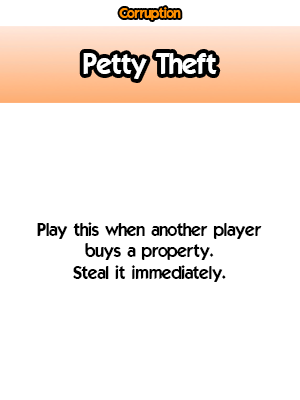 Corruption
Petty Theft
Play this when another player
buys a property.
Steal it immediately.